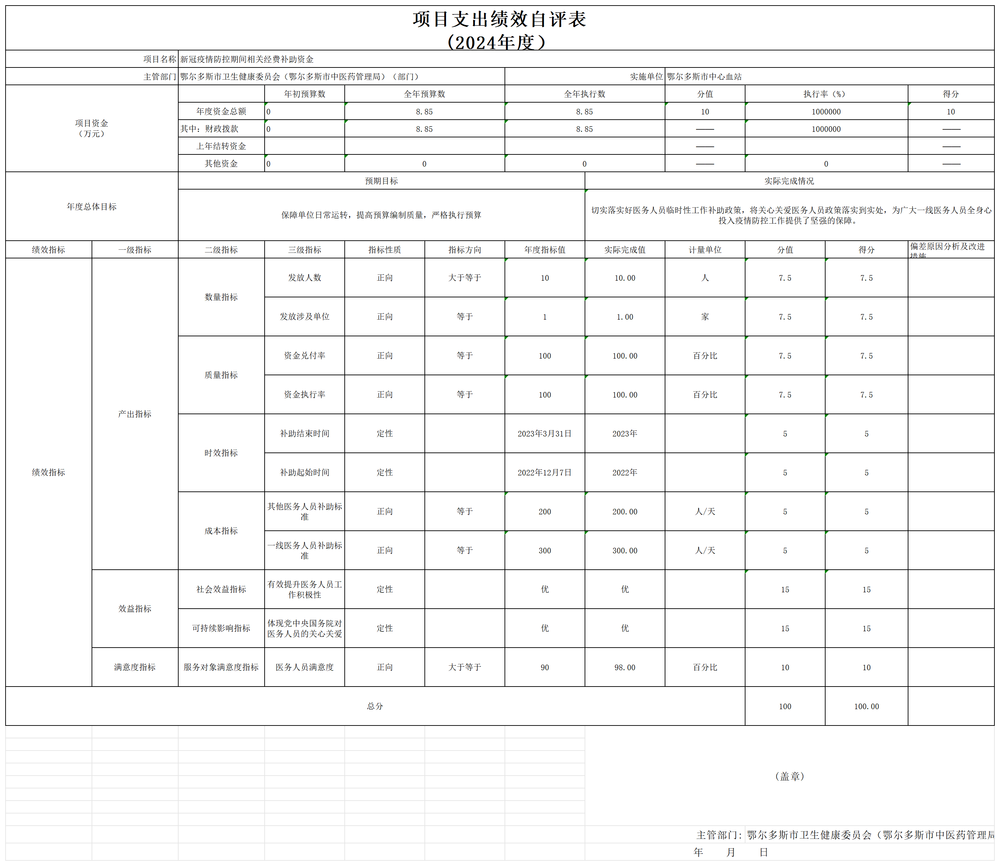 项目支出绩效自评表
（2024年度）
项目名称 新冠疫情防控期间相关经费补助资金
主管部门 鄂尔多斯市卫生健康委员会（鄂尔多斯市中医药管理局）（部门） 实施单位 鄂尔多斯市中心血站
项目资金
（万元）
年初预算数 全年预算数 全年执行数 分值 执行率（%） 得分
年度资金总额 0 8.85 8.85 10 1000000 10
其中：财政拨款 0 8.85 8.85 —— 1000000 ——
上年结转资金 —— ——
其他资金 0 0 0 —— 0 ——
年度总体目标
预期目标 实际完成情况
保障单位日常运转，提高预算编制质量，严格执行预算
切实落实好医务人员临时性工作补助政策，将关心关爱医务人员政策落实到实处，为广大一线医务人员全身心
投入疫情防控工作提供了坚强的保障。
绩效指标 一级指标 二级指标 三级指标 指标性质 指标方向 年度指标值 实际完成值 计量单位 分值 得分 偏差原因分析及改进
措施
绩效指标
产出指标
数量指标
发放人数 正向 大于等于 10 10.00 人 7.5 7.5
发放涉及单位 正向 等于 1 1.00 家 7.5 7.5
质量指标
资金兑付率 正向 等于 100 100.00 百分比 7.5 7.5
资金执行率 正向 等于 100 100.00 百分比 7.5 7.5
时效指标
补助结束时间 定性 2023年3月31日 2023年 5 5
补助起始时间 定性 2022年12月7日 2022年 5 5
成本指标
其他医务人员补助标
准 正向 等于 200 200.00 人/天 5 5
一线医务人员补助标
准 正向 等于 300 300.00 人/天 5 5
效益指标
社会效益指标 有效提升医务人员工
作积极性 定性 优 优 15 15
可持续影响指标 体现党中央国务院对
医务人员的关心关爱 定性 优 优 15 15
满意度指标 服务对象满意度指标 医务人员满意度 正向 大于等于 90 98.00 百分比 10 10
总分 100 100.00
（盖章）
主管部门：鄂尔多斯市卫生健康委员会（鄂尔多斯市中医药管理局
年 月 日